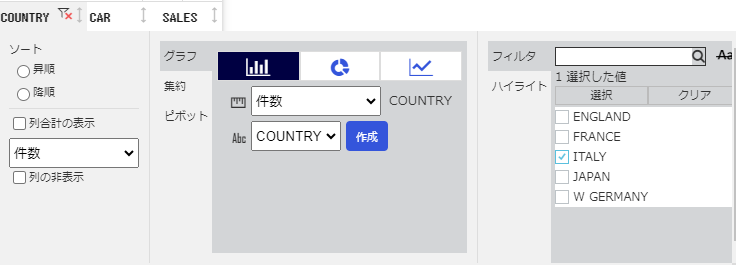 COUNTRY CAR SALES
ソート
昇順
降順
列合計の表示
件数
列の非表示
グラフ
集約
ピボット
件数 COUNTRY
Abc COUNTRY 作成
フィルタ
ハイライト
Aa
1 選択した値
選択 クリア
ENGLAND
FRANCE
ITALY
JAPAN
W GERMANY